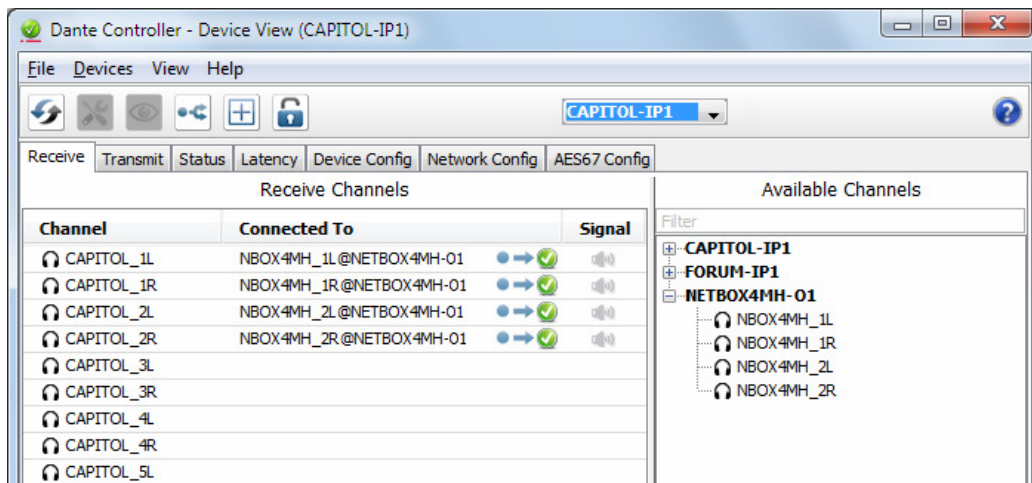 Dante Controller - Device View (CAPITOL-IP1)
File Devices View Help
CAPITOL-IP1
Receive Transmit Status Latency Device Config Network Config AES67 Config
Receive Channels
Channel Connected To Signal
CAPITOL_1L NBOX4MH_1L@NETBOX4MH-01
CAPITOL_1R NBOX4MH_1R@NETBOX4MH-01
CAPITOL_2L NBOX4MH_2L@NETBOX4MH-01
CAPITOL_2R NBOX4MH_2R@NETBOX4MH-01
CAPITOL_3L
CAPITOL_3R
CAPITOL_4L
CAPITOL_4R
CAPITOL_5L
Available Channels
Filter
CAPITOL-IP1
FORUM-IP1
NETBOX4MH-01
NBOX4MH_1L
NBOX4MH_1R
NBOX4MH_2L
NBOX4MH_2R